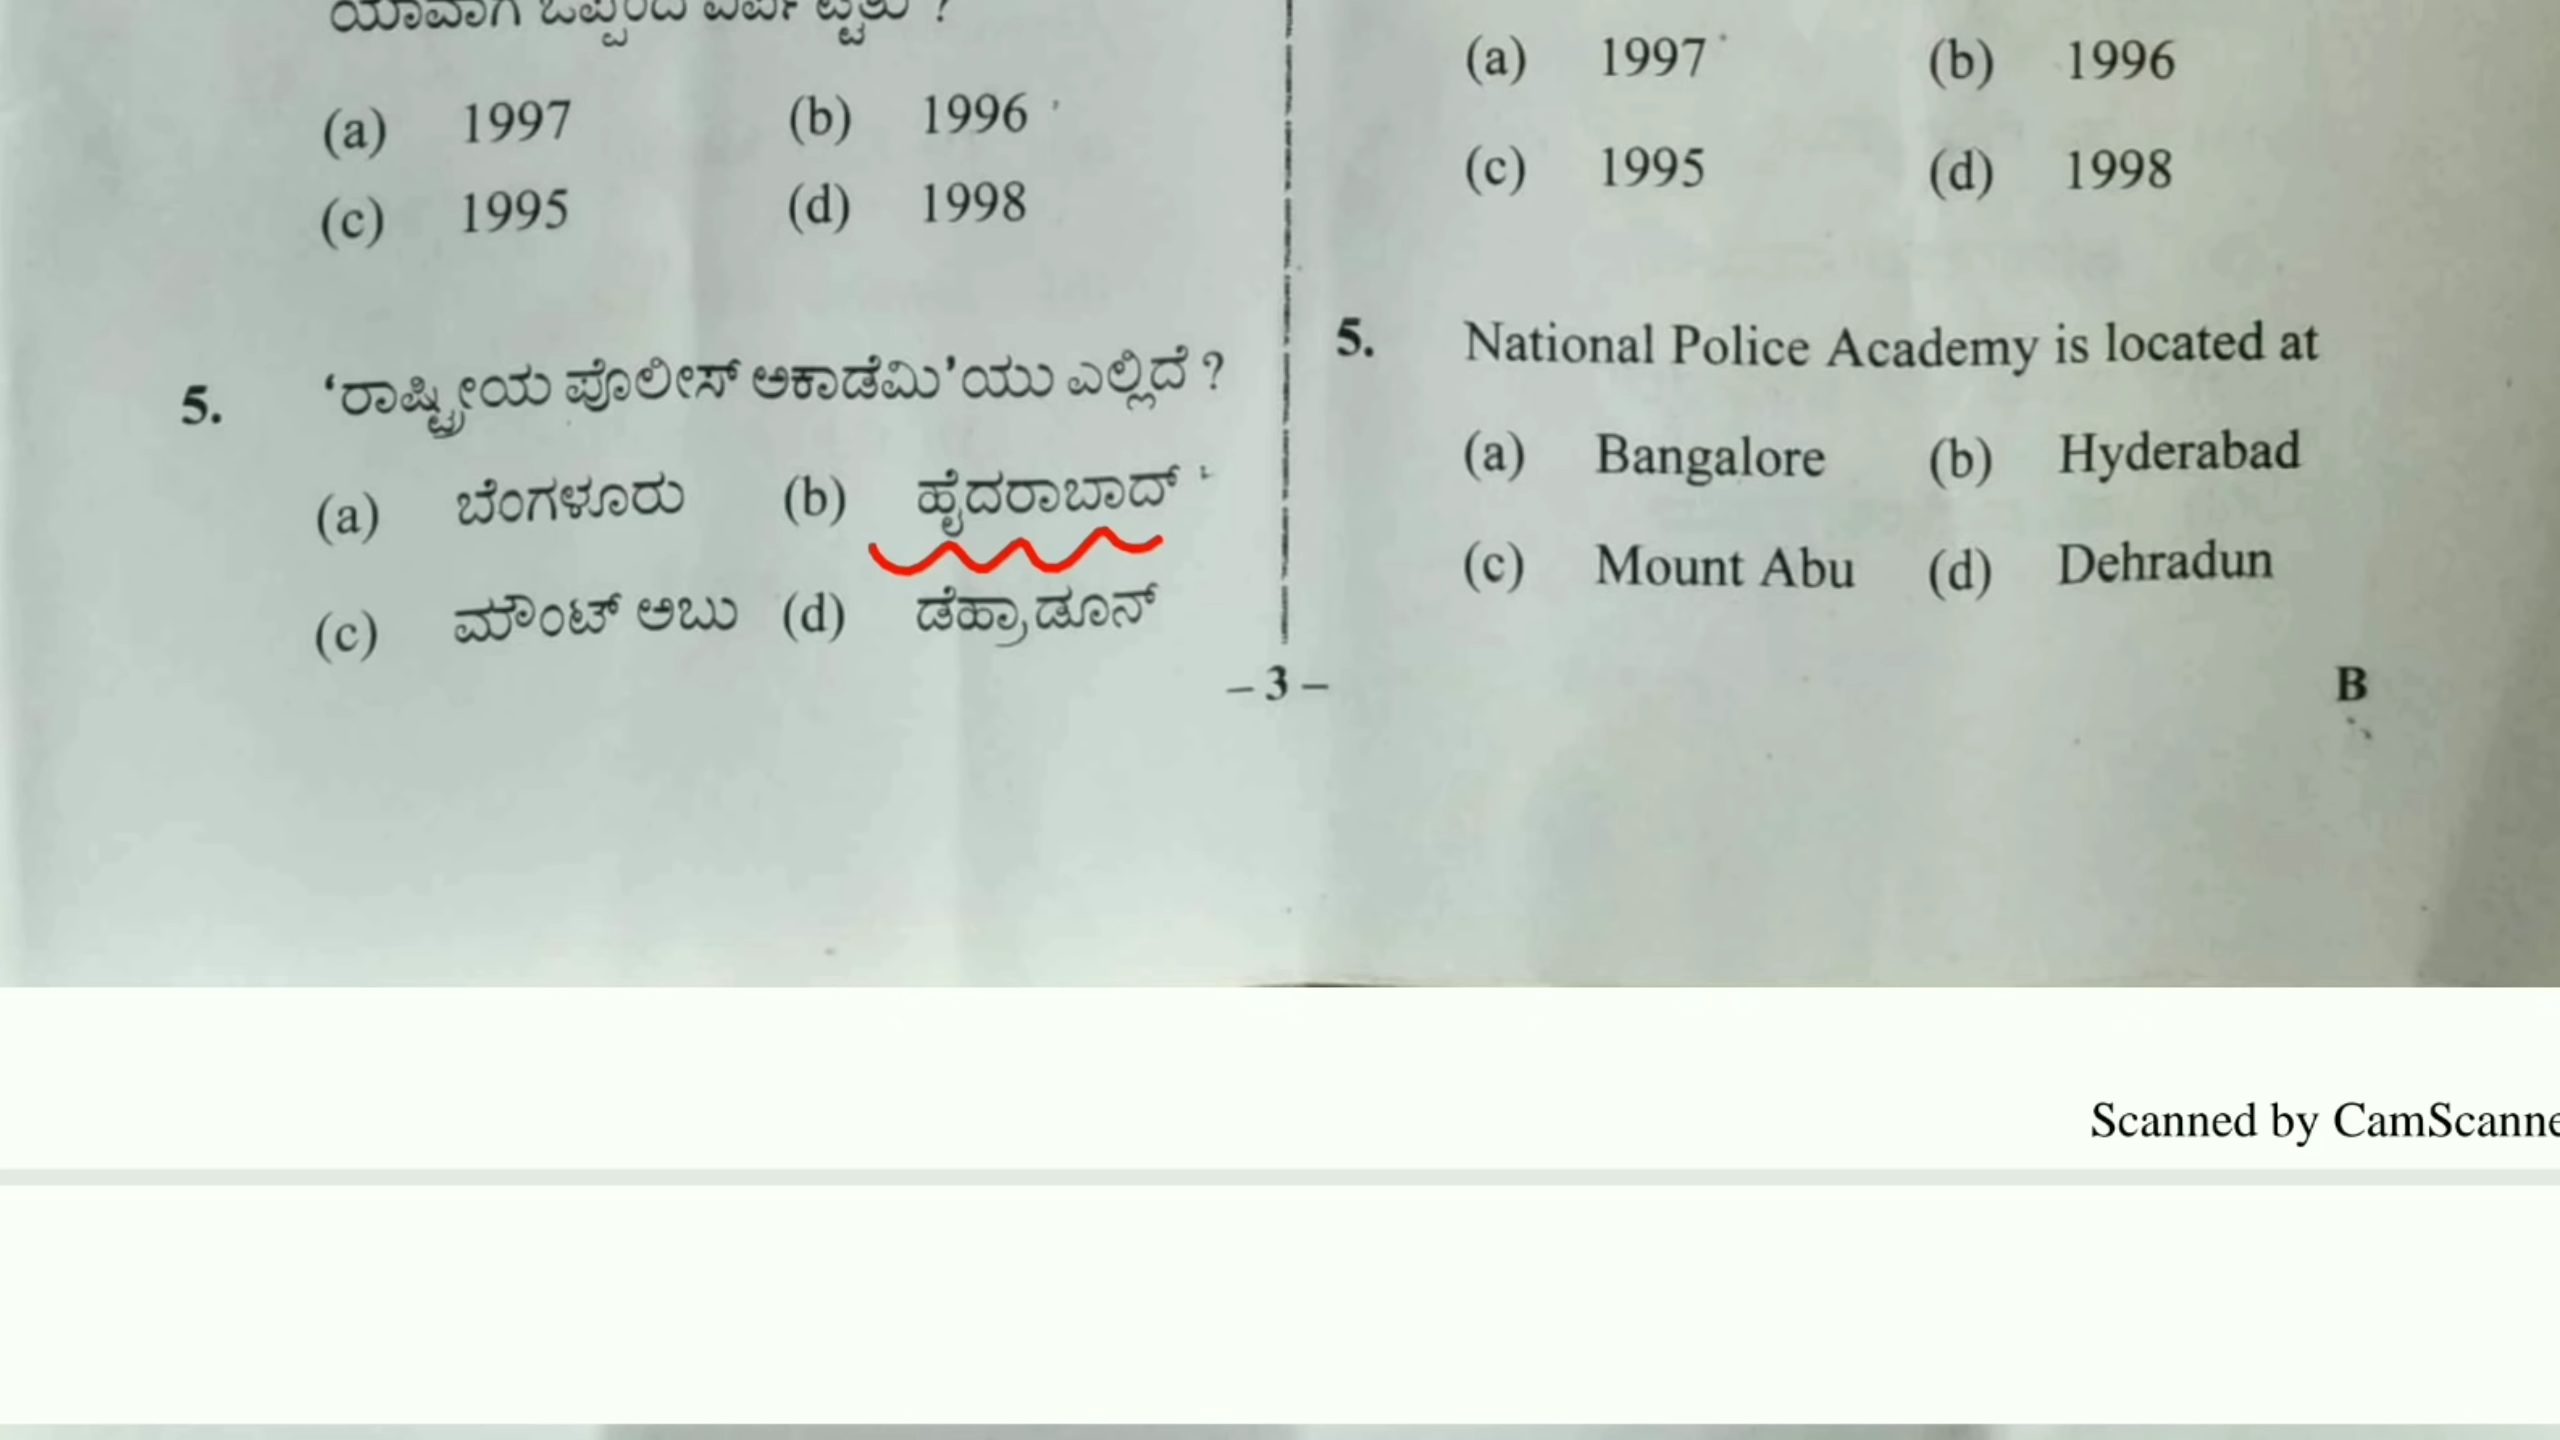 (a) 1997 (b) 1996
(c) 1995 (d) 1998
5. ‘ರಾಷ್ಟ್ರೀಯ ಪೊಲೀಸ್ ಅಕಾಡೆಮಿ’ಯು ಎಲ್ಲಿದೆ ?
(a) ಬೆಂಗಳೂರು (b) ಹೈದರಾಬಾದ್
(c) ಮೌಂಟ್ ಅಬು (d) ಡೆಹ್ರಾಡೂನ್
(a) 1997 (b) 1996
(c) 1995 (d) 1998
5. National Police Academy is located at
(a) Bangalore (b) Hyderabad
(c) Mount Abu (d) Dehradun
– 3 –
B
Scanned by